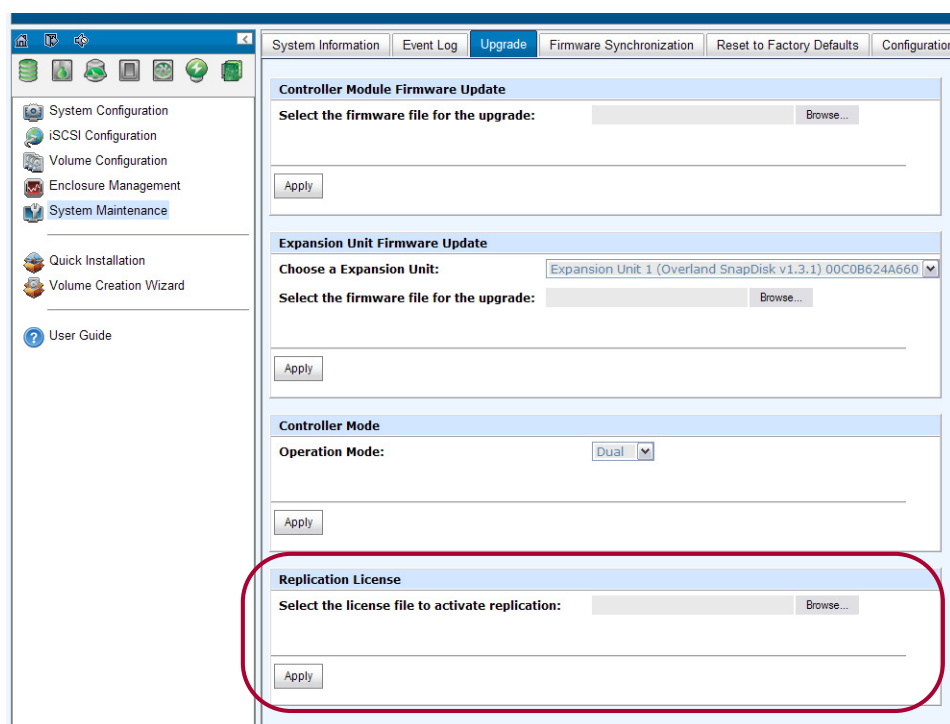 System Information
Event Log
Upgrade
Firmware Synchronization
Reset to Factory Defaults
Configuration
System Configuration
iSCSI Configuration
Volume Configuration
Enclosure Management
System Maintenance
Quick Installation
Volume Creation Wizard
User Guide
Controller Module Firmware Update
Select the firmware file for the upgrade:
Browse...
Apply
Expansion Unit Firmware Update
Choose a Expansion Unit:
Expansion Unit 1 (Overland SnapDisk v1.3.1) 00C0B624A660
Select the firmware file for the upgrade:
Browse...
Apply
Controller Mode
Operation Mode:
Dual
Apply
Replication License
Select the license file to activate replication:
Browse...
Apply